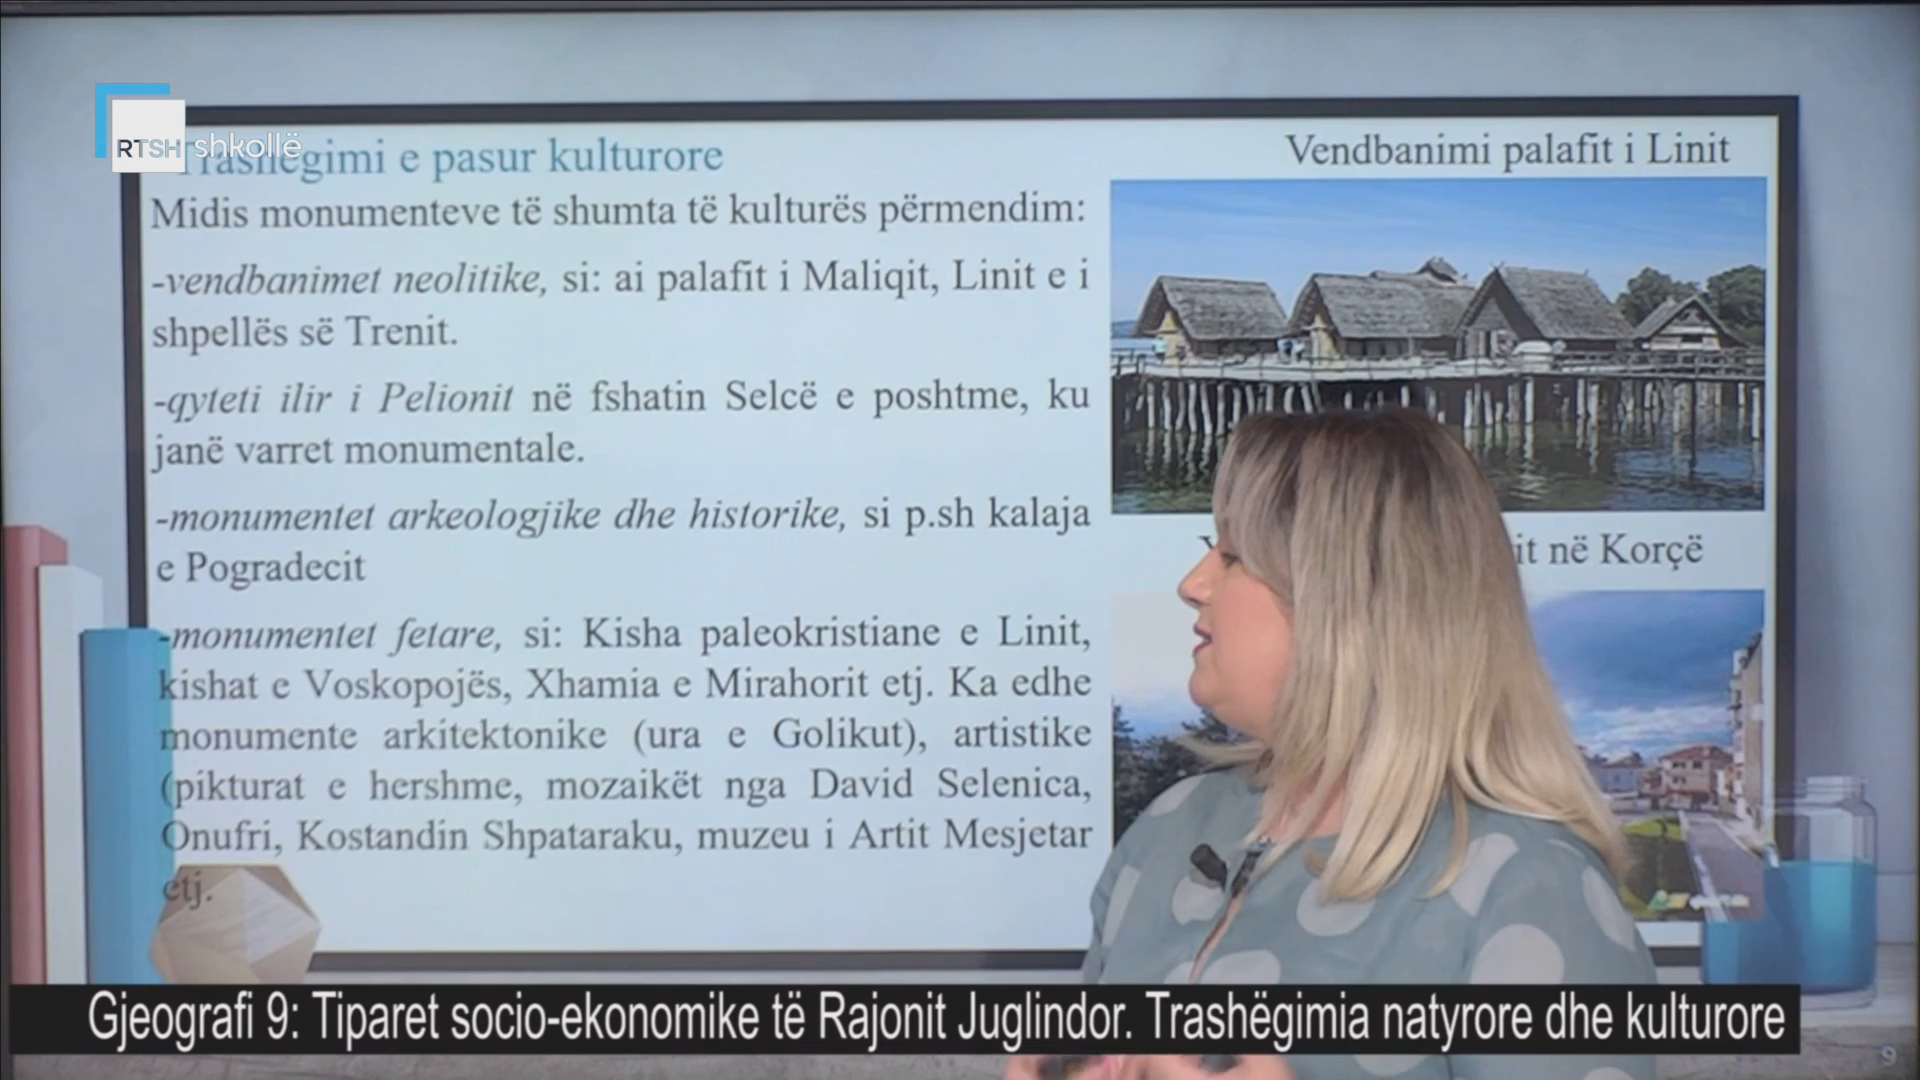 RTSH shkollë
Trashëgimi e pasur kulturore
Midis monumenteve të shumta të kulturës përmendim:
-vendbanimet neolitike, si: ai palafit i Maliqit, Linit e i
shpellës së Trenit.
-qyteti ilir i Pelionit në fshatin Selcë e poshtme, ku
janë varret monumentale.
-monumentet arkeologjike dhe historike, si p.sh kalaja
e Pogradecit
-monumentet fetare, si: Kisha paleokristiane e Linit,
kishat e Voskopojës, Xhamia e Mirahorit etj. Ka edhe
monumente arkitektonike (ura e Golikut), artistike
(pikturat e hershme, mozaikët nga David Selenica,
Onufri, Kostandin Shpataraku, muzeu i Artit Mesjetar
etj.
Vendbanimi palafit i Linit
në Korçë
Gjeografi 9: Tiparet socio-ekonomike të Rajonit Juglindor. Trashëgimia natyrore dhe kulturore
9